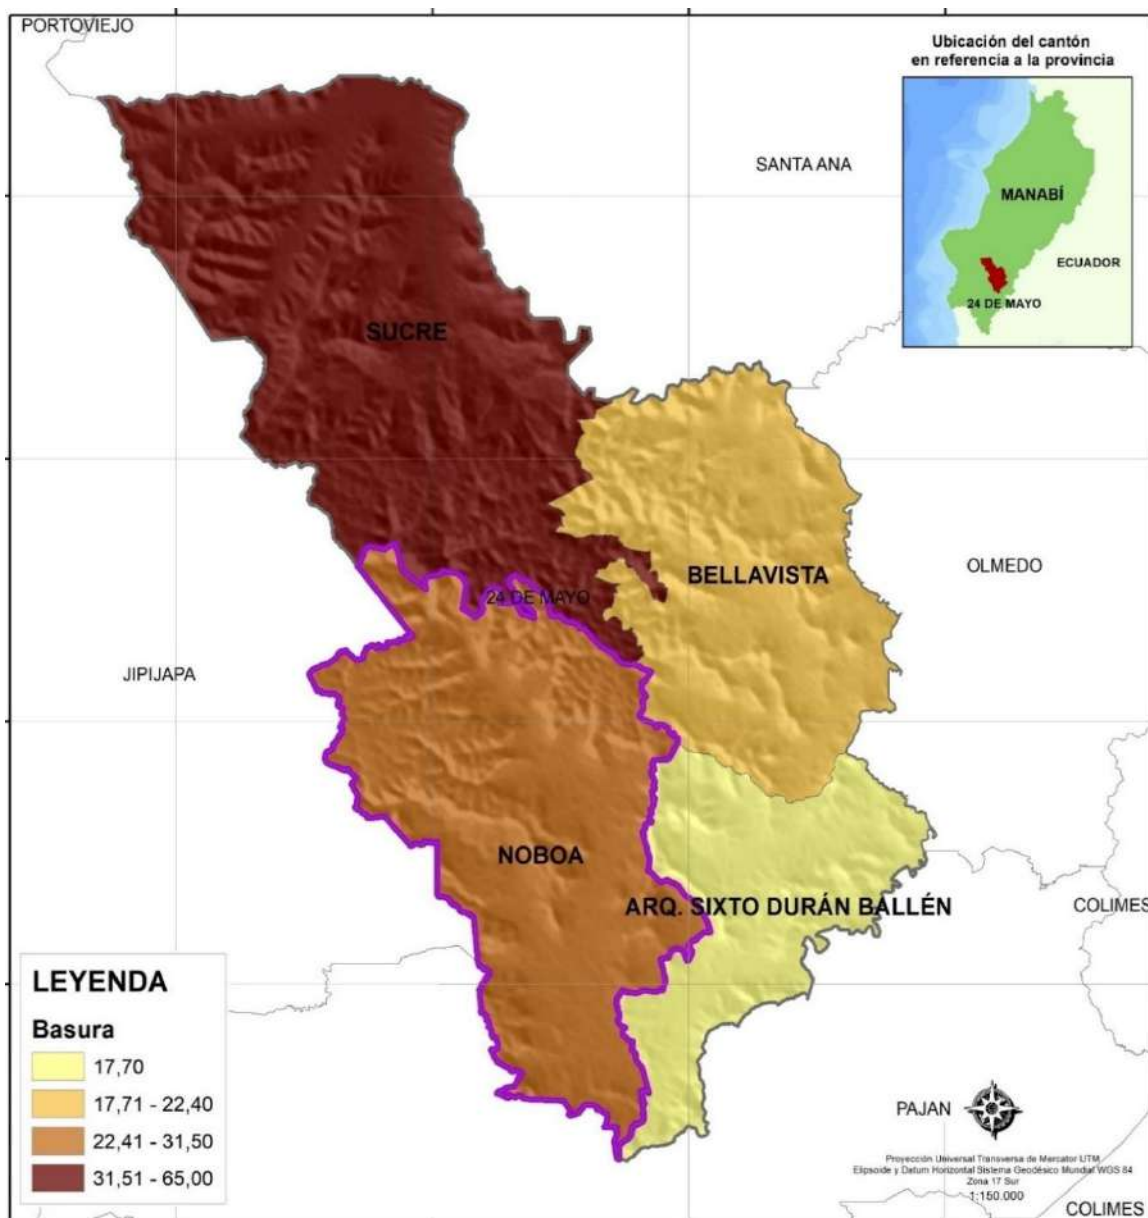 PORTOVIEJO
Ubicación del cantón
en referencia a la provincia
MANABÍ
ECUADOR
24 DE MAYO
SANTA ANA
SUCRE
BELLAVISTA
OLMEDO
24 DE MAYO
JIPIJAPA
NOBOA
ARQ. SIXTO DURÁN BALLÉN
COLIMES
LEYENDA
Basura
17,70
17,71 - 22,40
22,41 - 31,50
31,51 - 65,00
PAJAN
Proyección Universal Transversa de Mercator UTM
Elipsoide y Datum Horizontal Sistema Geodésico Mundial WGS 84
Zona 17 Sur
1:150.000
COLIMES